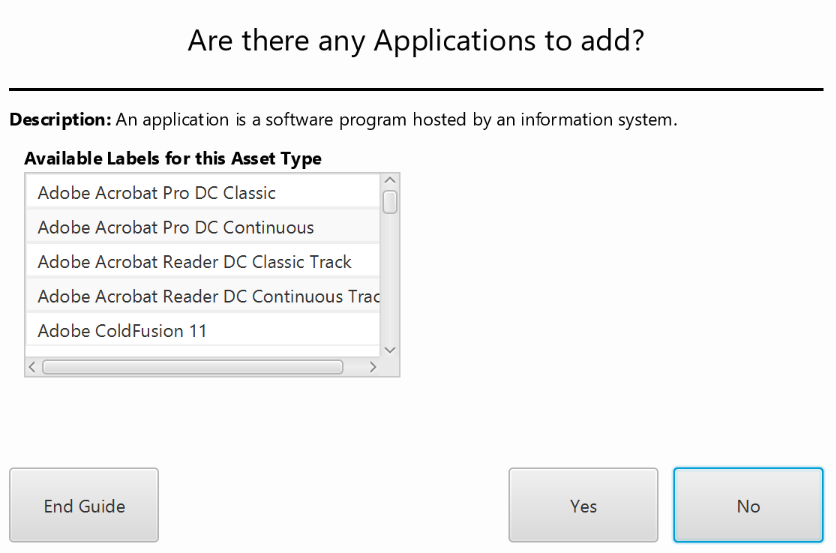 Are there any Applications to add?
Description: An application is a software program hosted by an information system.
Available Labels for this Asset Type
Adobe Acrobat Pro DC Classic
Adobe Acrobat Pro DC Continuous
Adobe Acrobat Reader DC Classic Track
Adobe Acrobat Reader DC Continuous Trac
Adobe ColdFusion 11
End Guide
Yes
No